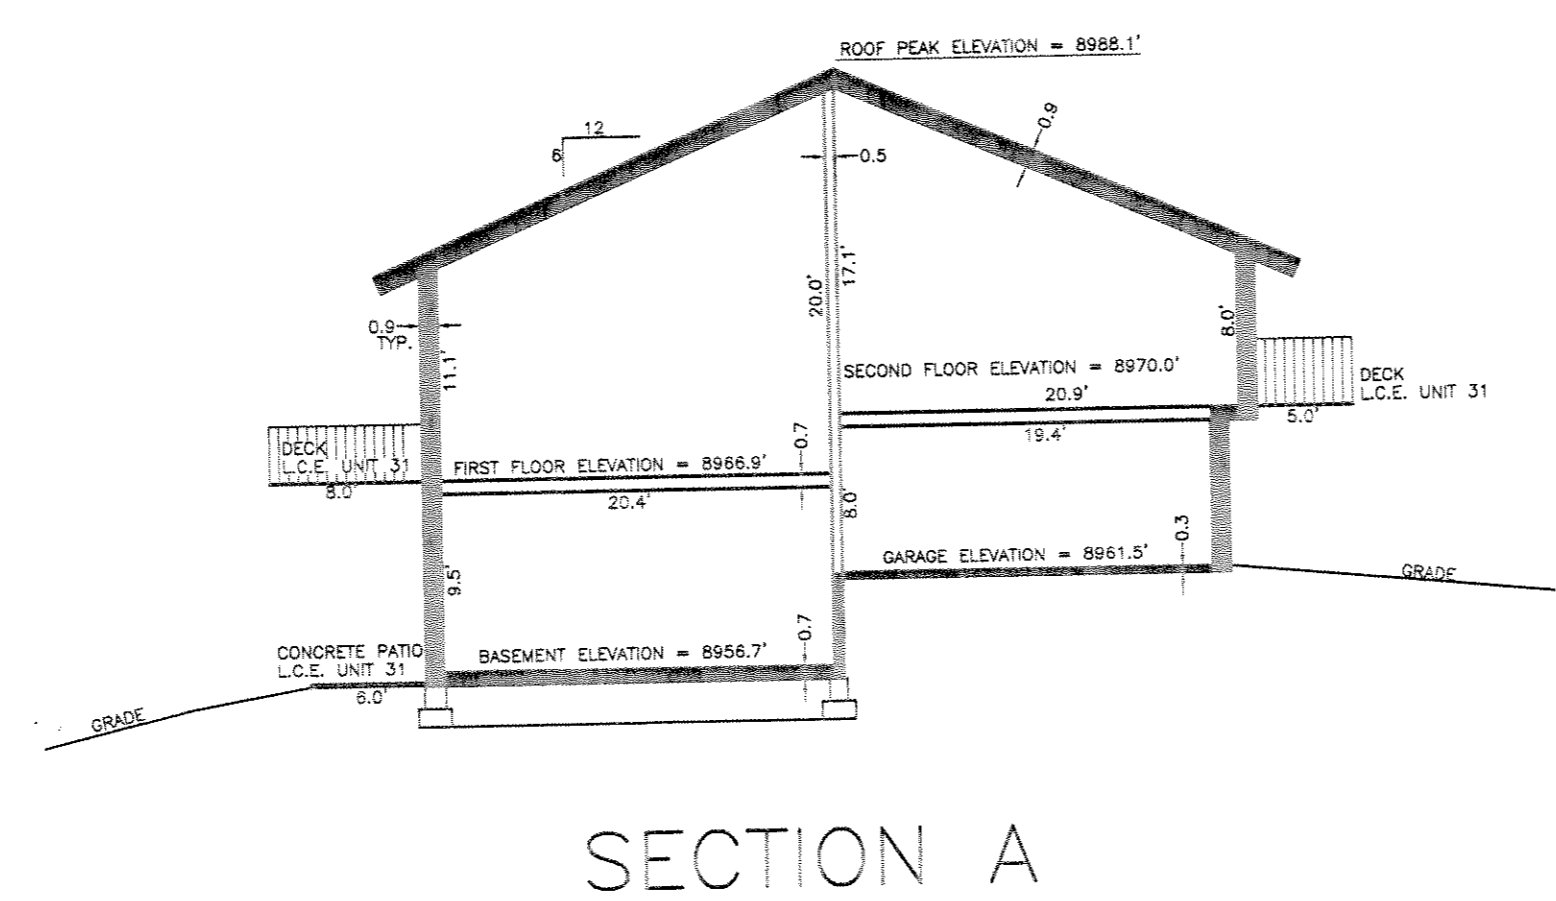 ROOF PEAK ELEVATION = 8988.1'
12
6
0.9
0.5
20.0'
17.1'
0.9
TYP.
11.1'
8.0'
SECOND FLOOR ELEVATION = 8970.0'
20.9'
19.4'
DECK
L.C.E. UNIT 31
5.0'
DECK
L.C.E. UNIT 31
8.0'
FIRST FLOOR ELEVATION = 8966.9'
0.7
20.4'
8.0'
GARAGE ELEVATION = 8961.5'
0.3
GRADE
9.5'
CONCRETE PATIO
L.C.E. UNIT 31
6.0'
BASEMENT ELEVATION = 8956.7'
0.7
GRADE
SECTION A